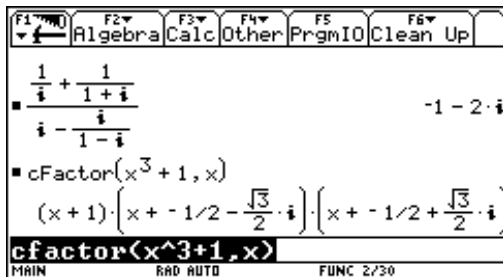 F1 F2 Algebra F3 Calc F4 Other F5 PrgmIO F6 Clean Up
▪ (1/i + 1/(1 + i))/(i − i/(1 − i)) -1 − 2·i
▪ cFactor(x³ + 1, x)
(x + 1)·(x + -1/2 − √3/2·i)·(x + -1/2 + √3/2·i)
cfactor(x^3+1,x)
MAIN RAD AUTO FUNC 2/30